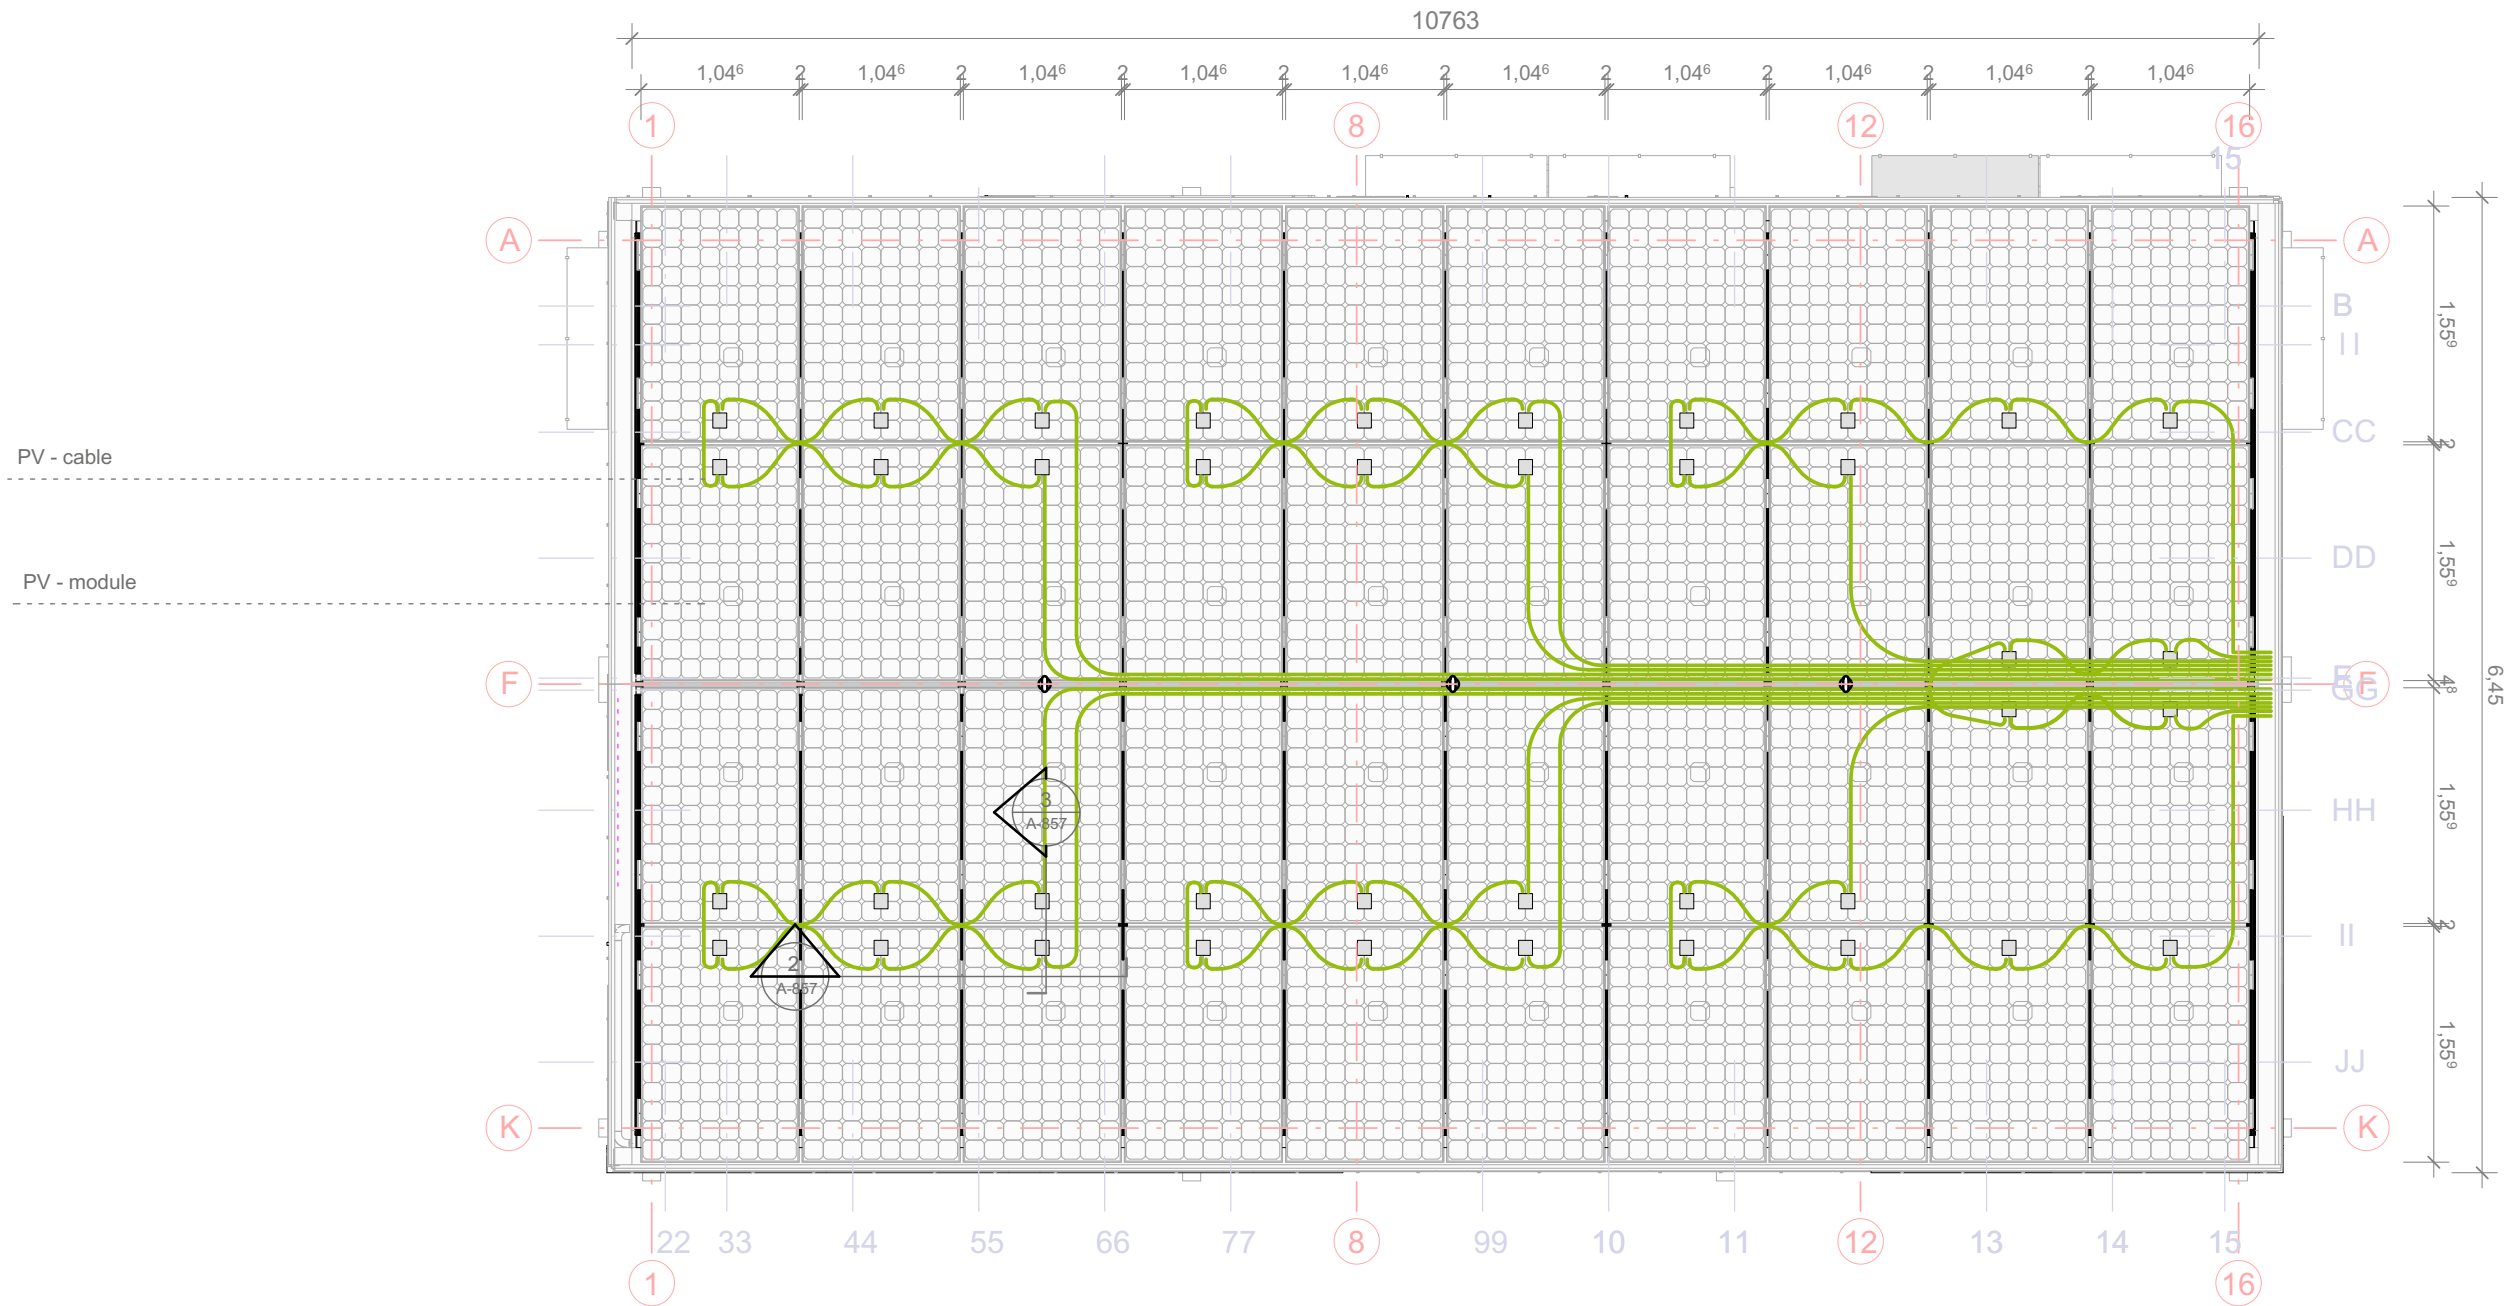 10763
1,04⁶ 2 1,04⁶ 2 1,04⁶ 2 1,04⁶ 2 1,04⁶ 2 1,04⁶ 2 1,04⁶ 2 1,04⁶ 2 1,04⁶ 2 1,04⁶
1 8 12 16
15
A A
B
1,55⁹
II
CC
2
PV - cable
DD
1,55⁹
PV - module
F F
GG
4⁸
6,45
3
A-857
HH
1,55⁹
2
II
2
A-857
1,55⁹
JJ
K K
22 33 44 55 66 77 8 99 10 11 12 13 14 15
1 16